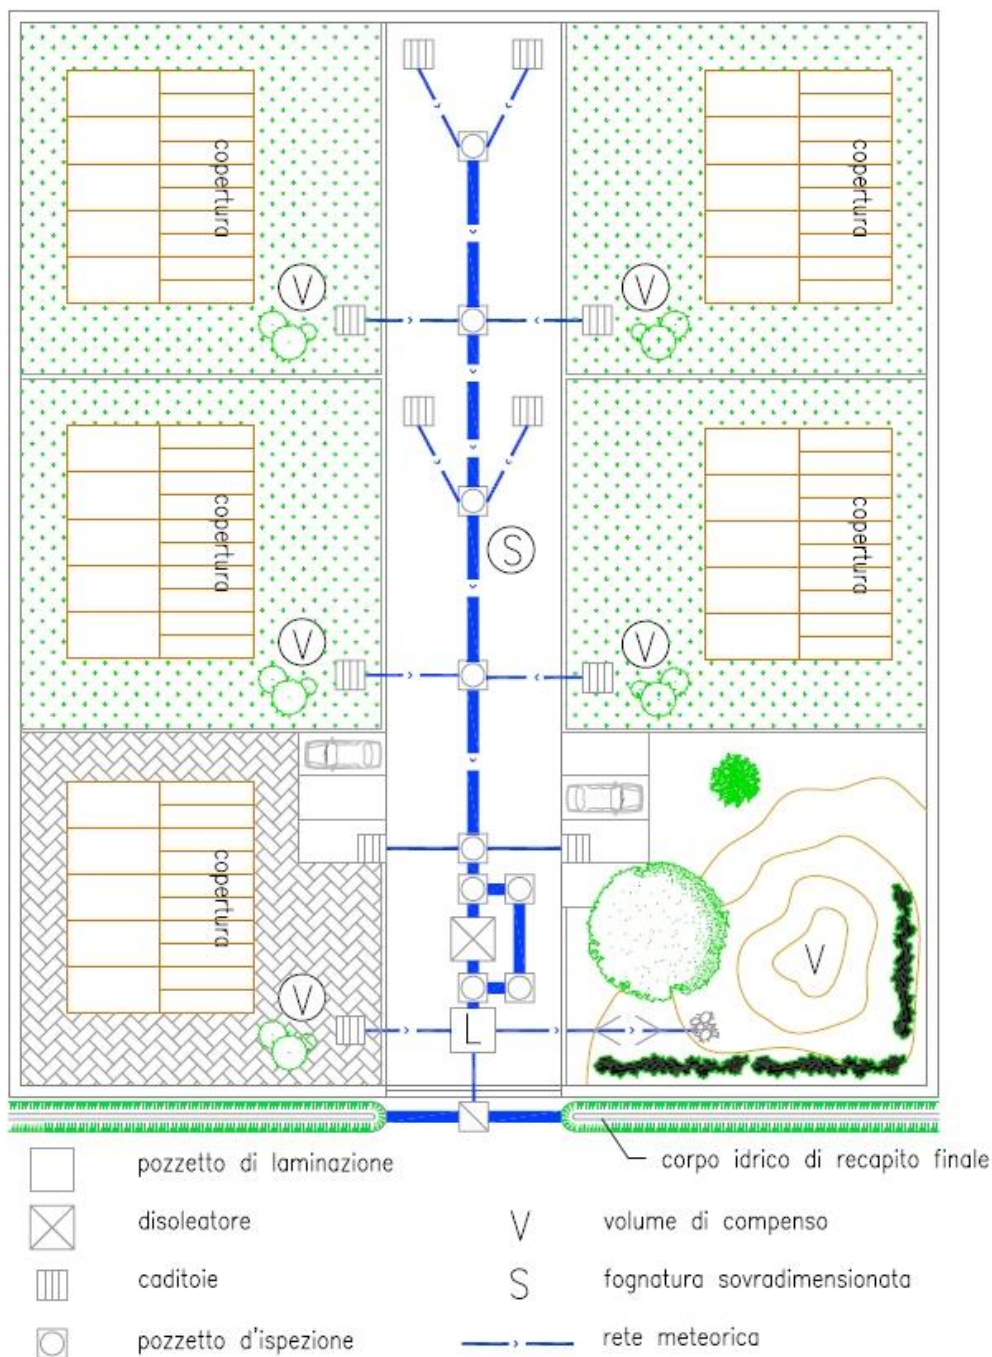 copertura
copertura
V
V
copertura
copertura
S
V
V
copertura
V
V
L
corpo idrico di recapito finale
pozzetto di laminazione
disoleatore
V volume di compenso
caditoie
S fognatura sovradimensionata
pozzetto d'ispezione
rete meteorica